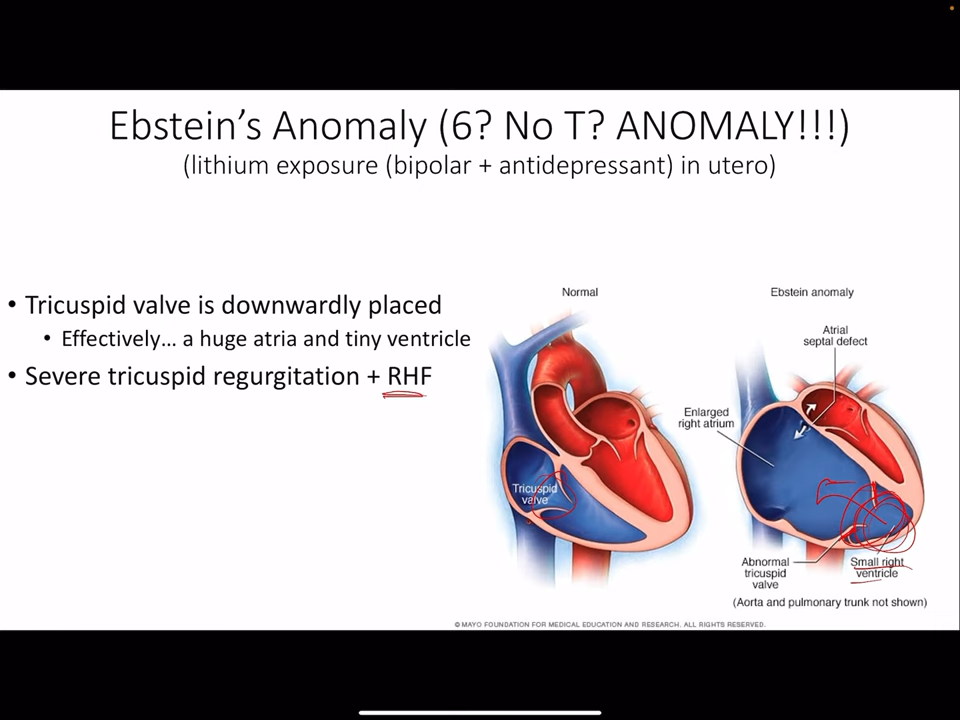 Ebstein’s Anomaly (6? No T? ANOMALY!!!)
(lithium exposure (bipolar + antidepressant) in utero)
• Tricuspid valve is downwardly placed
• Effectively… a huge atria and tiny ventricle
• Severe tricuspid regurgitation + RHF
Normal
Tricuspid
valve
Ebstein anomaly
Atrial
septal defect
Enlarged
right atrium
Abnormal
tricuspid
valve
Small right
ventricle
(Aorta and pulmonary trunk not shown)
© MAYO FOUNDATION FOR MEDICAL EDUCATION AND RESEARCH. ALL RIGHTS RESERVED.